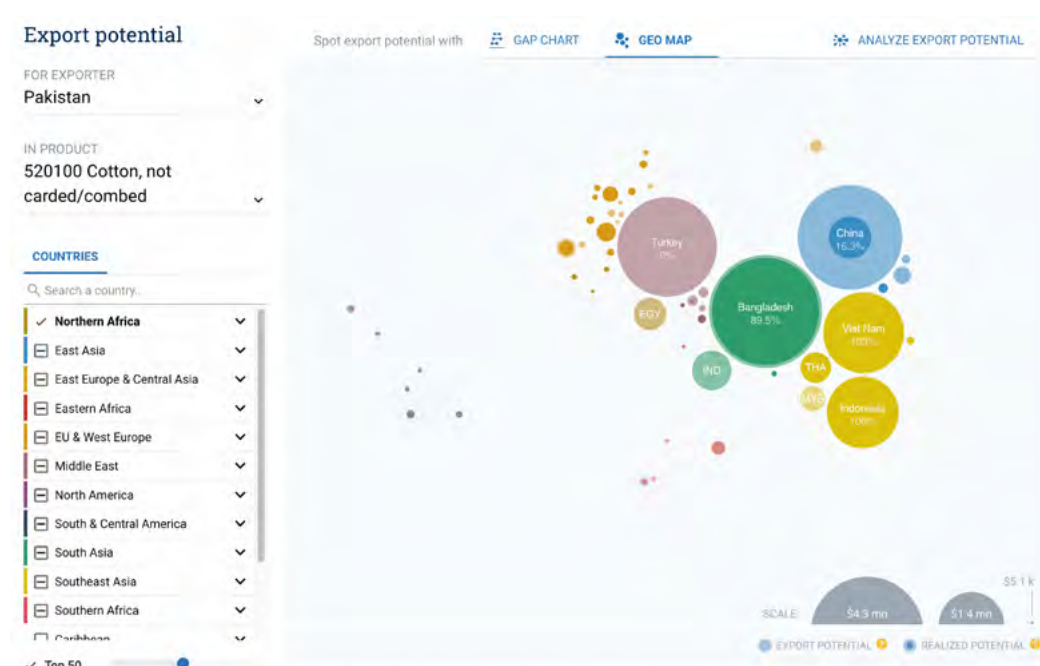 Export potential
Spot export potential with
GAP CHART
GEO MAP
ANALYZE EXPORT POTENTIAL
FOR EXPORTER
Pakistan
IN PRODUCT
520100 Cotton, not
carded/combed
COUNTRIES
Search a country..
Northern Africa
East Asia
East Europe & Central Asia
Eastern Africa
EU & West Europe
Middle East
North America
South & Central America
South Asia
Southeast Asia
Southern Africa
Caribbean
Top 50
China
16.3%
Turkey
0%
Bangladesh
89.5%
EGY
Viet Nam
100%
IND
THA
MYS
Indonesia
100%
$5.1 k
SCALE:
$4.3 mn
$1.4 mn
EXPORT POTENTIAL
REALIZED POTENTIAL